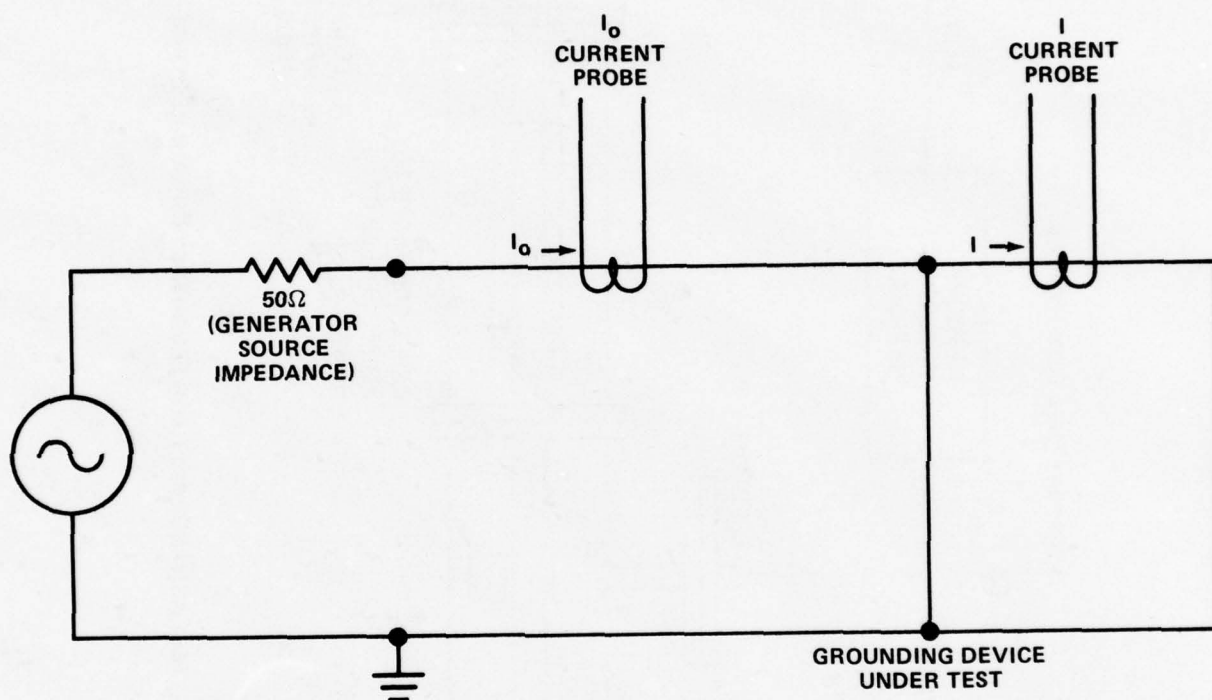 I₀
CURRENT
PROBE
I
CURRENT
PROBE
I₀
I
50Ω
(GENERATOR
SOURCE
IMPEDANCE)
GROUNDING DEVICE
UNDER TEST